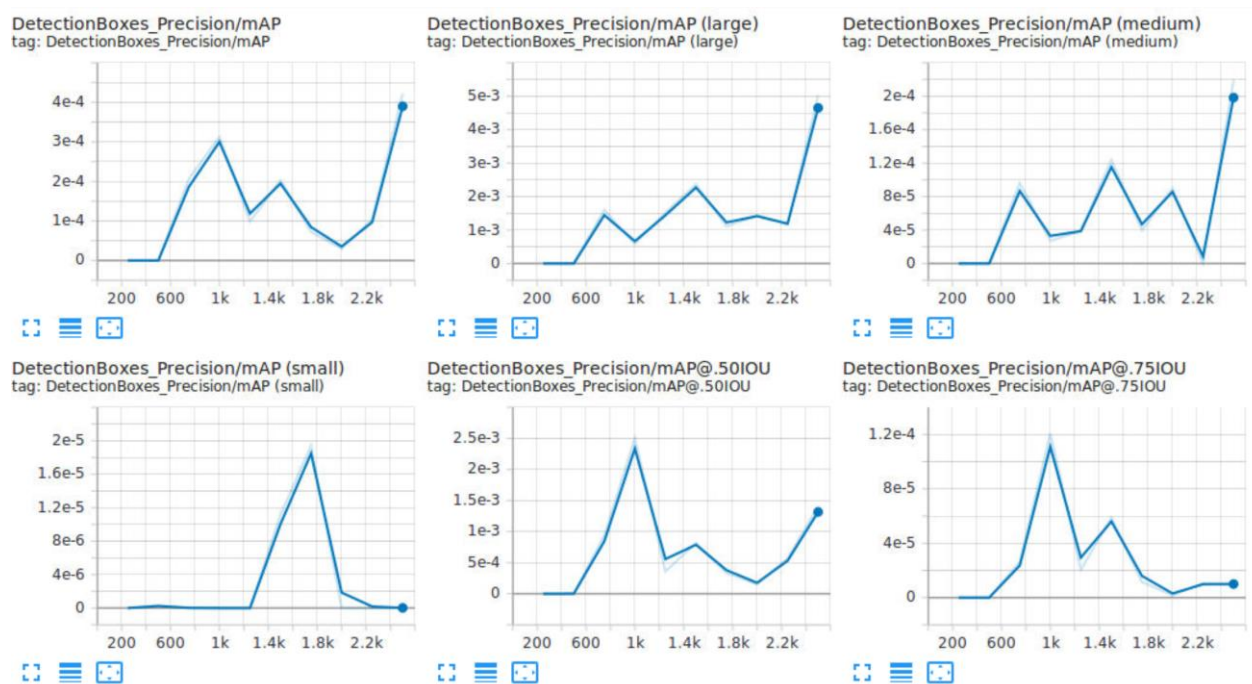 DetectionBoxes_Precision/mAP
tag: DetectionBoxes_Precision/mAP
4e-4
3e-4
2e-4
1e-4
0
200 600 1k 1.4k 1.8k 2.2k
DetectionBoxes_Precision/mAP (large)
tag: DetectionBoxes_Precision/mAP (large)
5e-3
4e-3
3e-3
2e-3
1e-3
0
200 600 1k 1.4k 1.8k 2.2k
DetectionBoxes_Precision/mAP (medium)
tag: DetectionBoxes_Precision/mAP (medium)
2e-4
1.6e-4
1.2e-4
8e-5
4e-5
0
200 600 1k 1.4k 1.8k 2.2k
DetectionBoxes_Precision/mAP (small)
tag: DetectionBoxes_Precision/mAP (small)
2e-5
1.6e-5
1.2e-5
8e-6
4e-6
0
200 600 1k 1.4k 1.8k 2.2k
DetectionBoxes_Precision/mAP@.50IOU
tag: DetectionBoxes_Precision/mAP@.50IOU
2.5e-3
2e-3
1.5e-3
1e-3
5e-4
0
200 600 1k 1.4k 1.8k 2.2k
DetectionBoxes_Precision/mAP@.75IOU
tag: DetectionBoxes_Precision/mAP@.75IOU
1.2e-4
8e-5
4e-5
0
200 600 1k 1.4k 1.8k 2.2k